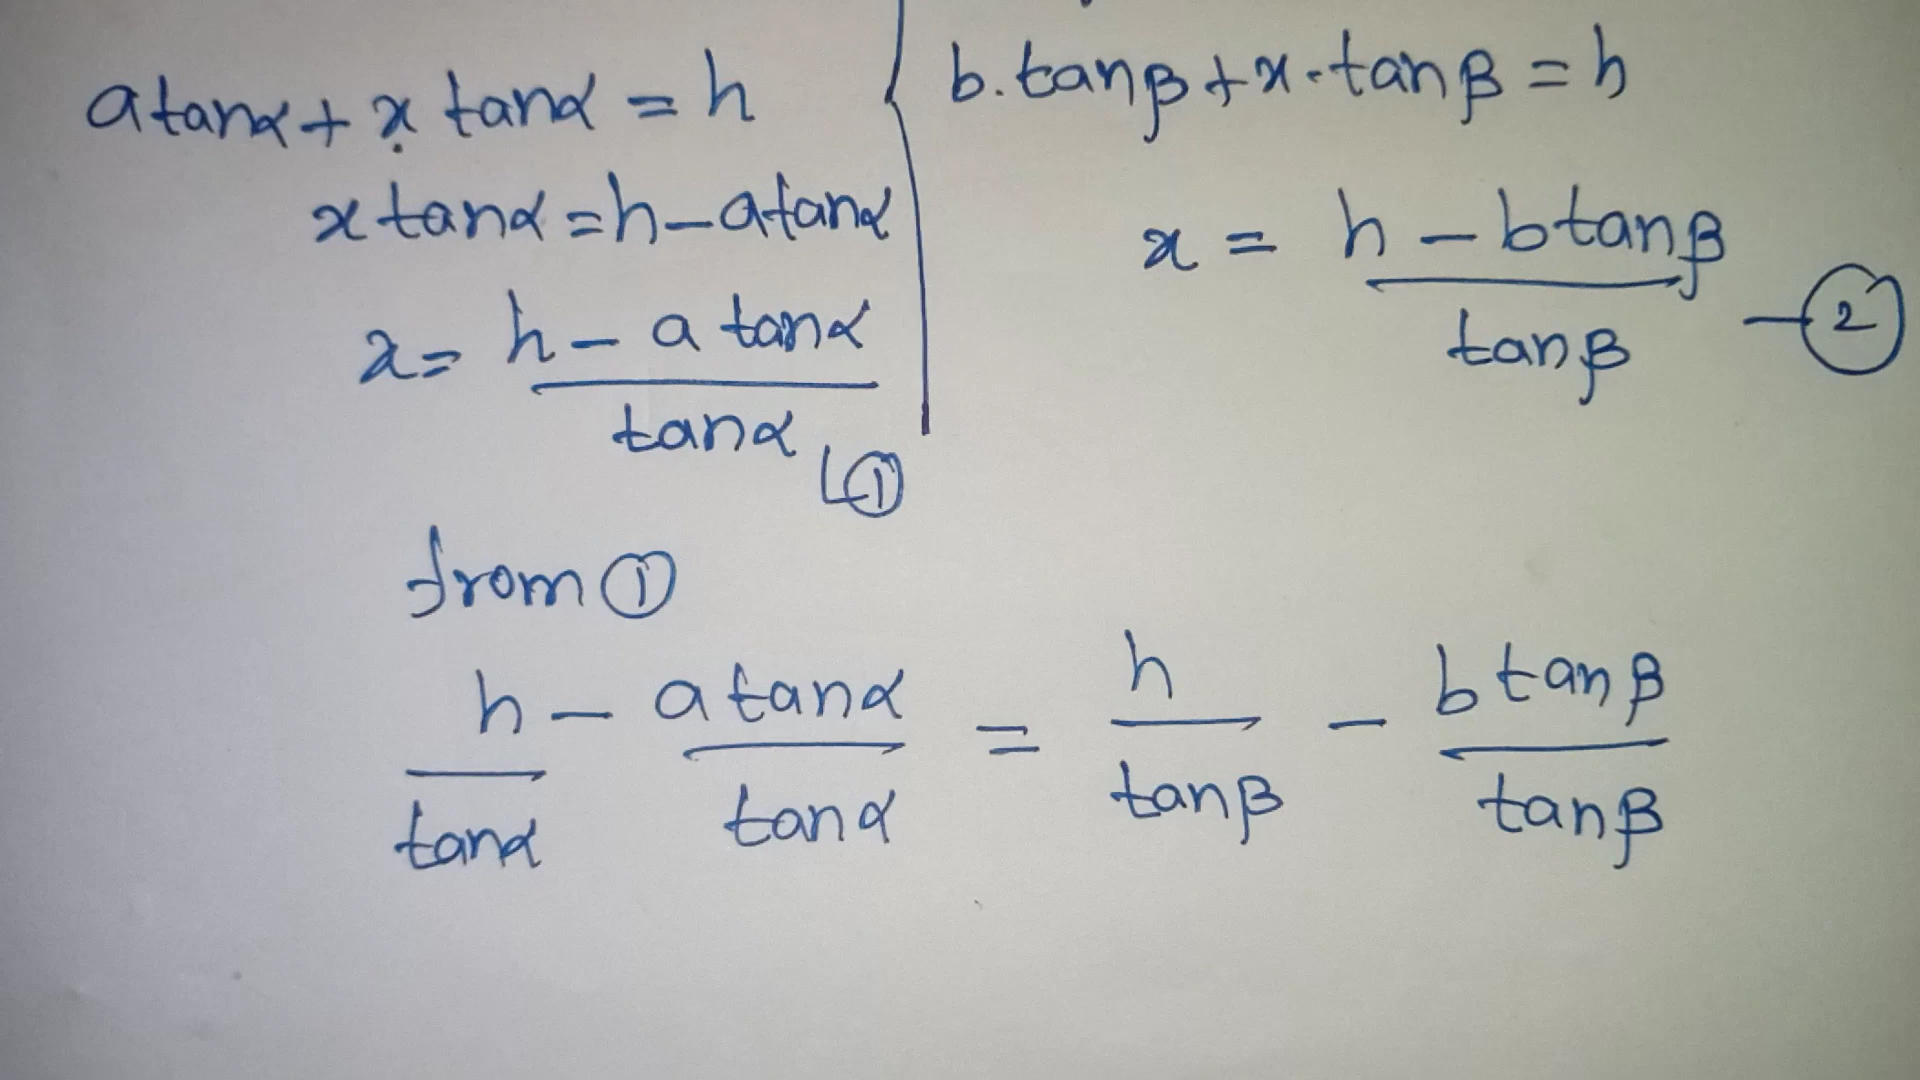 a tanα + x tanα = h
x tanα = h - a tanα
x = h - a tanα / tanα
①
b. tanβ + x. tanβ = h
x = h - b tanβ / tanβ - ②
from ①
h / tanα - a tanα / tanα = h / tanβ - b tanβ / tanβ